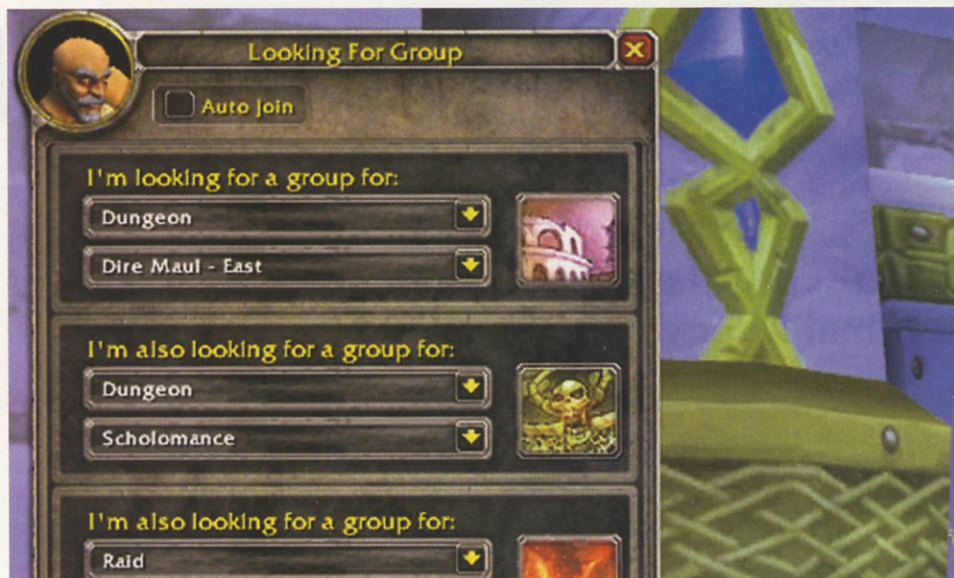 Looking For Group
Auto Join
I'm looking for a group for:
Dungeon
Dire Maul - East
I'm also looking for a group for:
Dungeon
Scholomance
I'm also looking for a group for:
Raid